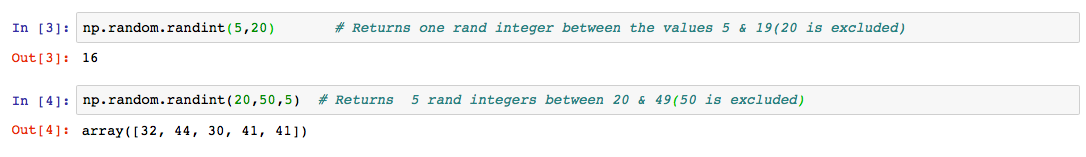 In [3]: np.random.randint(5,20)        # Returns one rand integer between the values 5 & 19(20 is excluded)
Out[3]: 16
In [4]: np.random.randint(20,50,5)  # Returns  5 rand integers between 20 & 49(50 is excluded)
Out[4]: array([32, 44, 30, 41, 41])